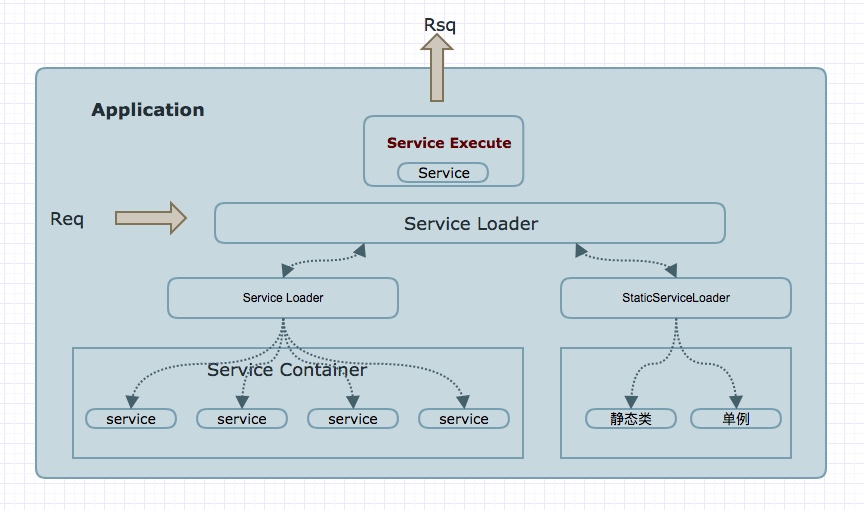 Rsq
Application
Service Execute
Service
Req
Service Loader
Service Loader
StaticServiceLoader
Service Container
service
service
service
service
静态类
单例